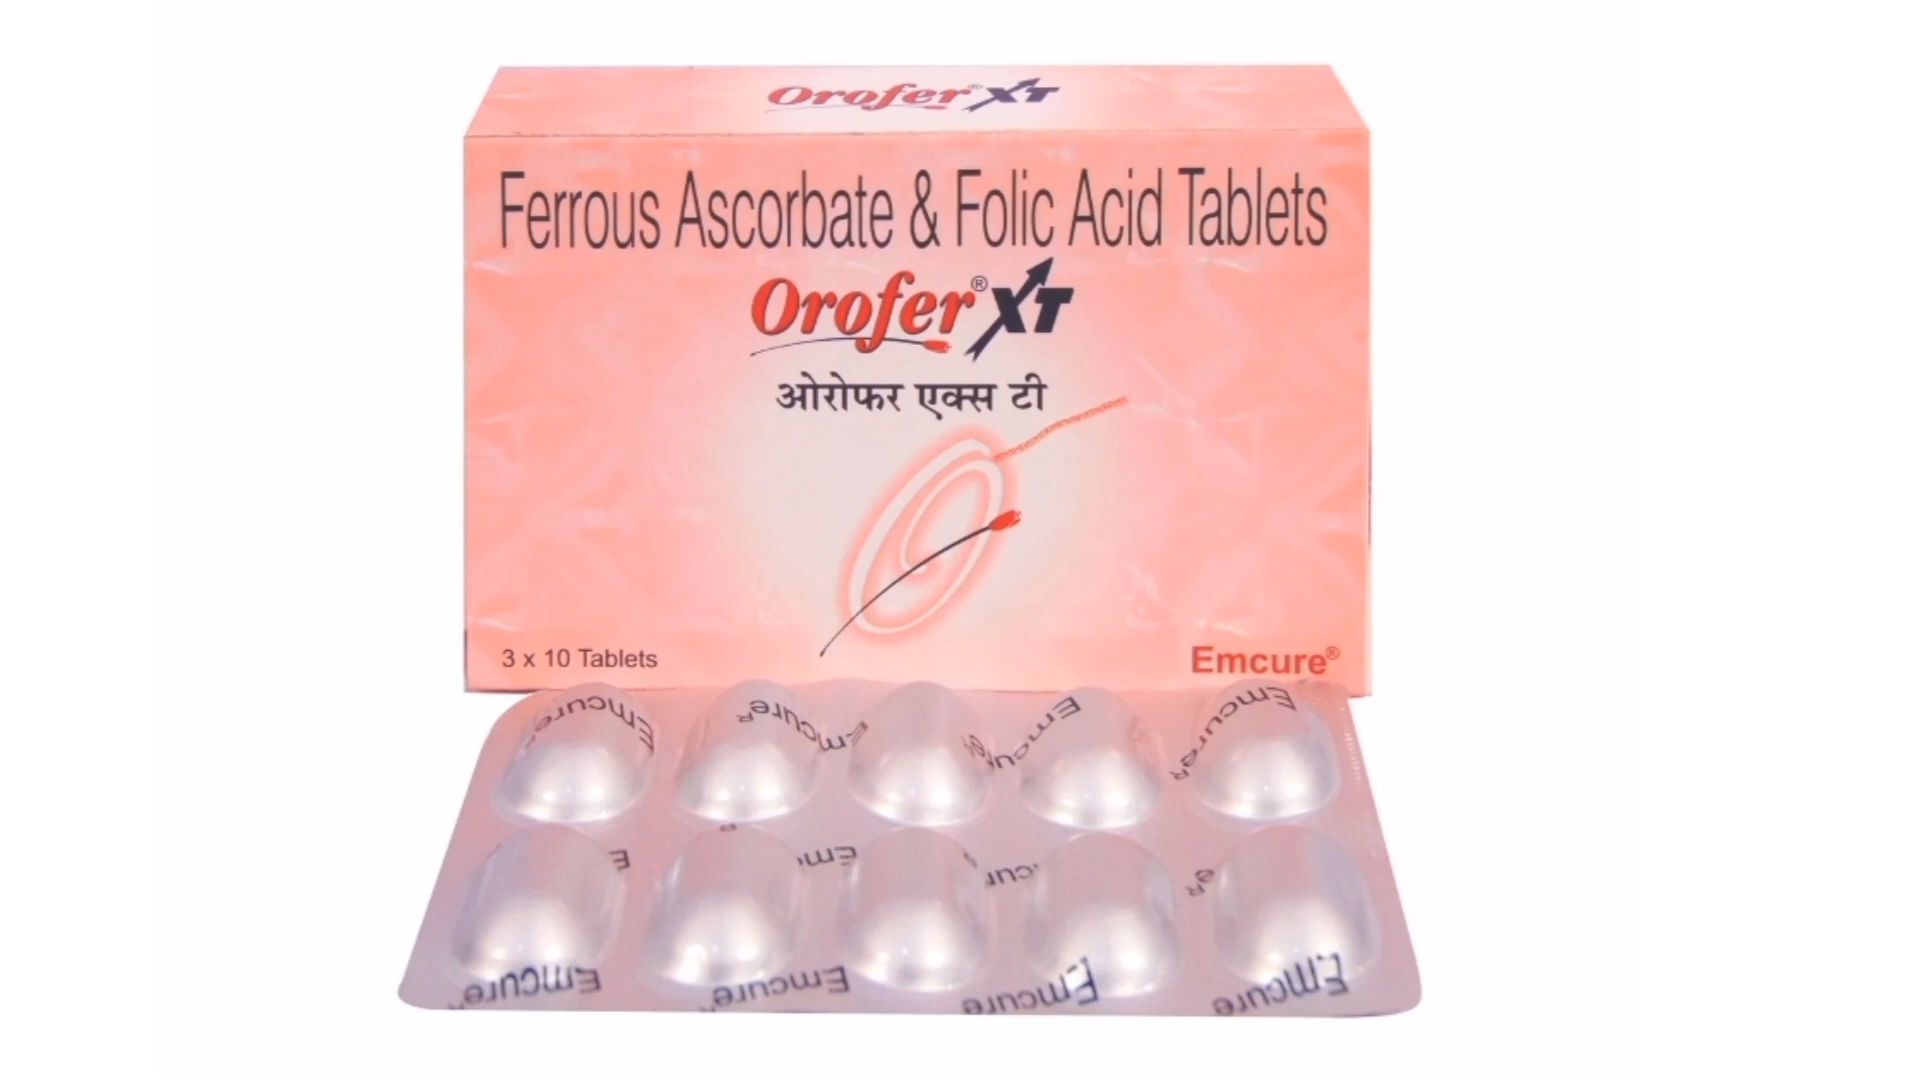 Orofer® XT
Ferrous Ascorbate & Folic Acid Tablets
Orofer® XT
ओरोफर एक्स टी
3 x 10 Tablets
Emcure®
Emcure®
Emcure®
Emcure®
Emcure®
Emcure
Emcure
Emcure
Emcure